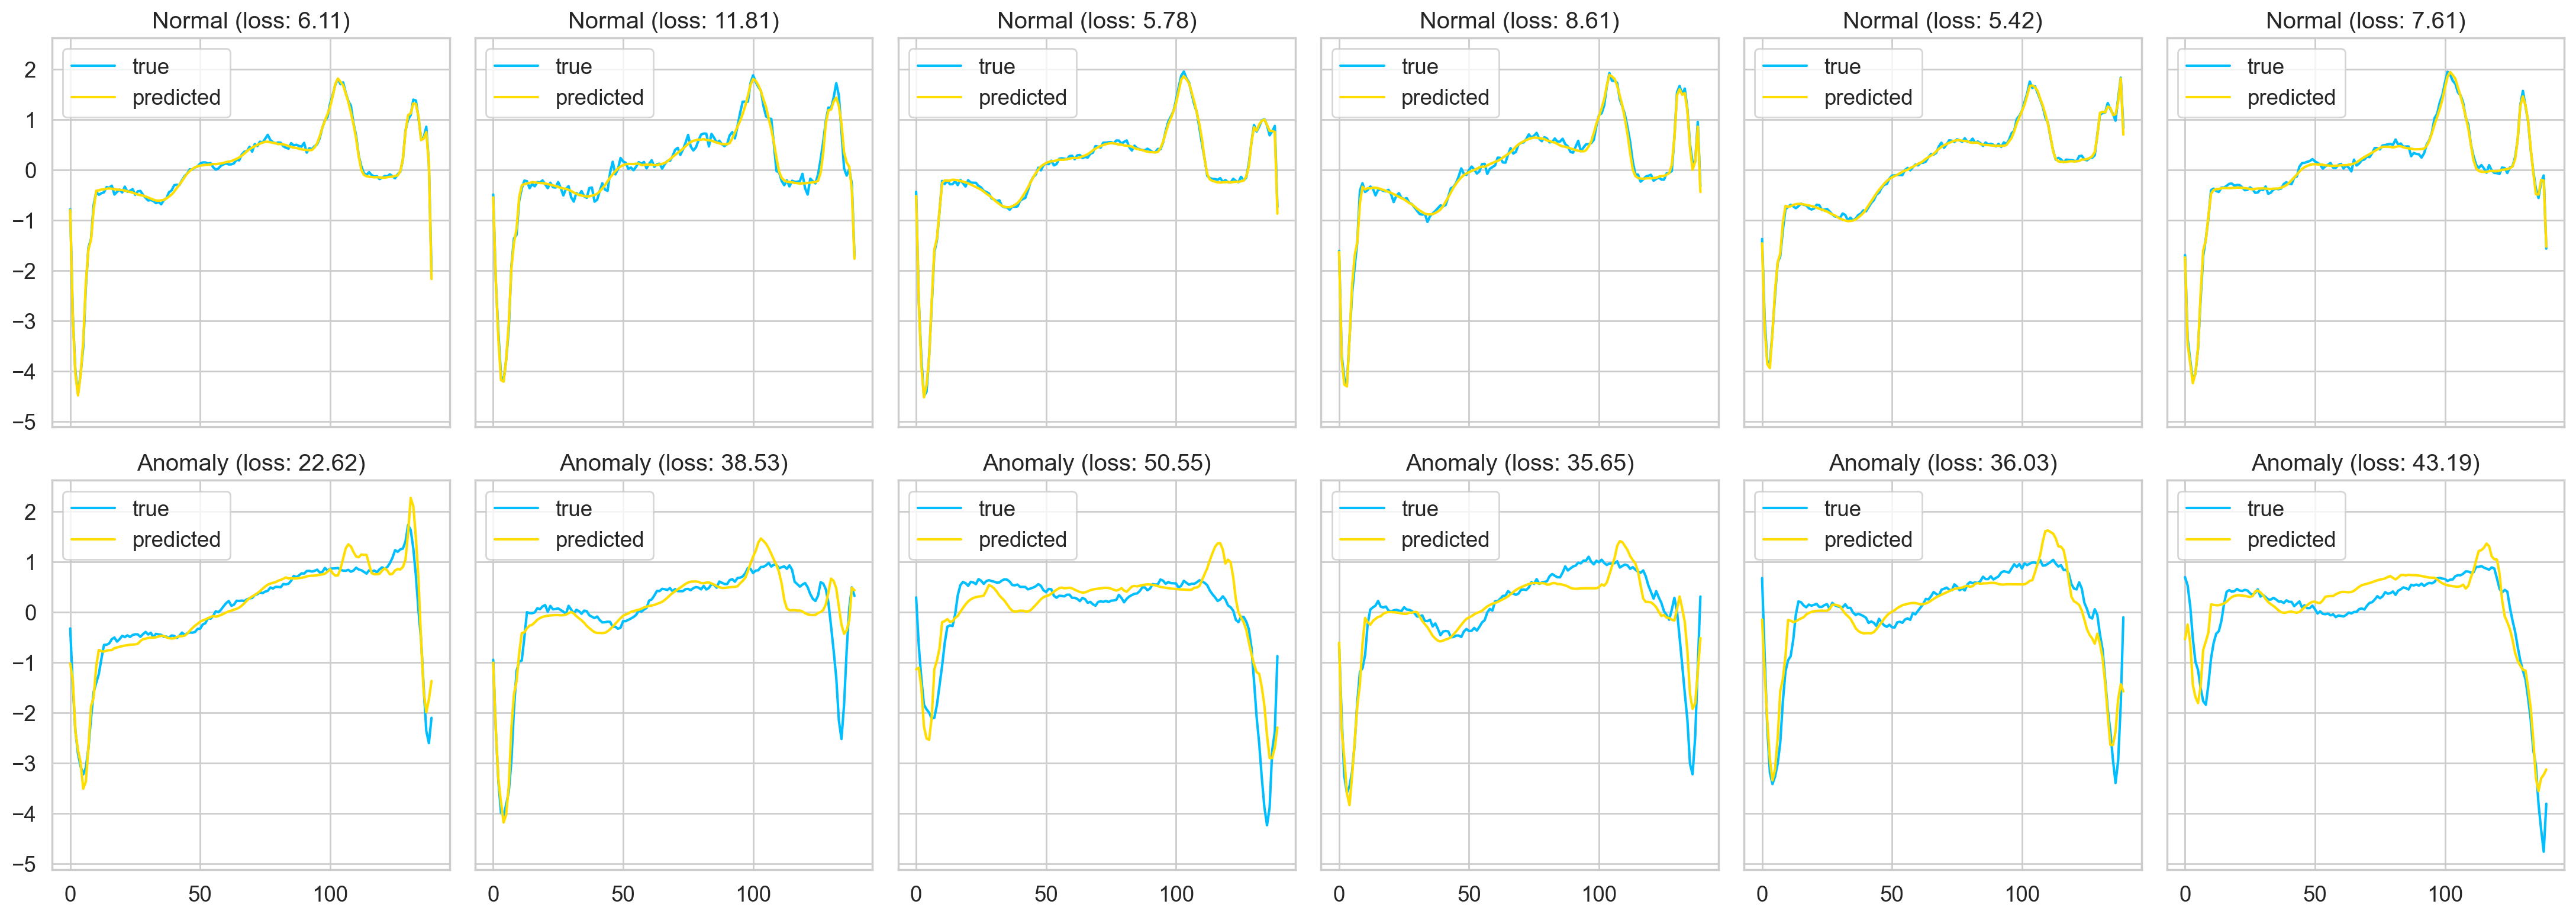 Normal (loss: 6.11) Normal (loss: 11.81) Normal (loss: 5.78) Normal (loss: 8.61) Normal (loss: 5.42) Normal (loss: 7.61)
true true true true true true
predicted predicted predicted predicted predicted predicted
2
1
0
−1
−2
−3
−4
−5
Anomaly (loss: 22.62) Anomaly (loss: 38.53) Anomaly (loss: 50.55) Anomaly (loss: 35.65) Anomaly (loss: 36.03) Anomaly (loss: 43.19)
true true true true true true
predicted predicted predicted predicted predicted predicted
2
1
0
−1
−2
−3
−4
−5
0 50 100 0 50 100 0 50 100 0 50 100 0 50 100 0 50 100